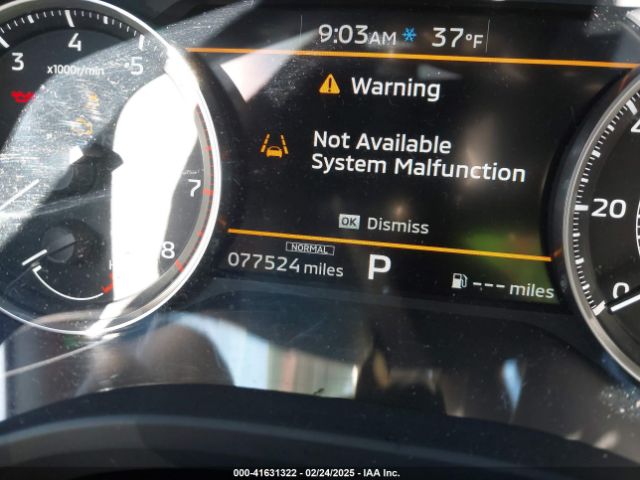 9:03AM 37°F
3 4 5
x1000r/min
Warning
Not Available
System Malfunction
7
8
OK Dismiss
NORMAL
077524 miles P --- miles
20
0
000-41631322 - 02/24/2025 - IAA Inc.